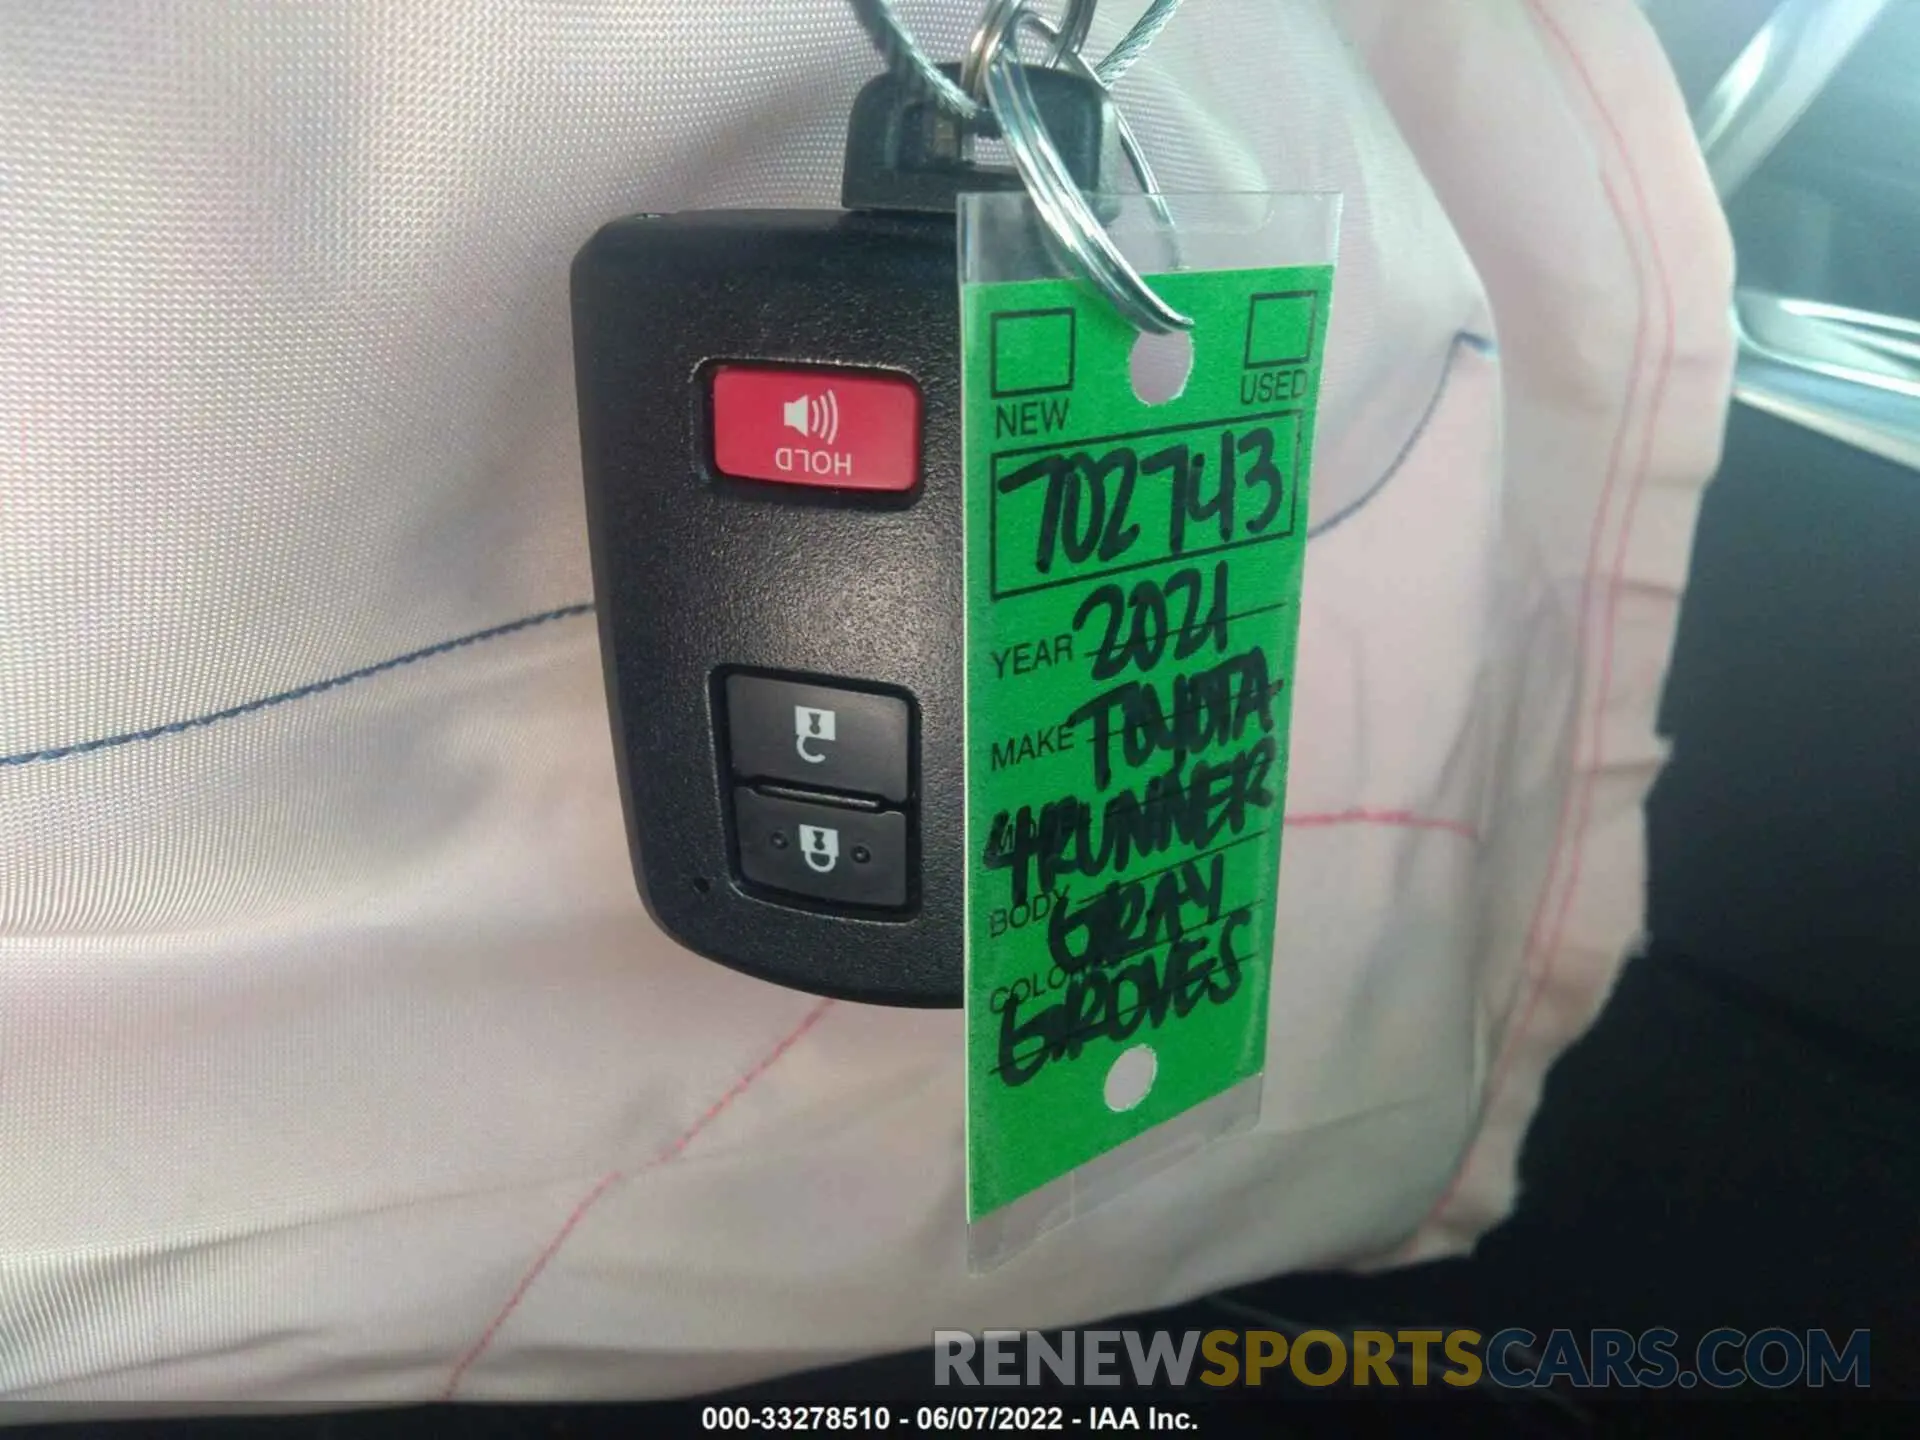 HOLD
NEW
USED
702743
YEAR 2021
MAKE TOYOTA
4RUNNER
BODY GRAY
COLOR
GROVES
RENEWSPORTSCARS.COM
000-33278510 - 06/07/2022 - IAA Inc.